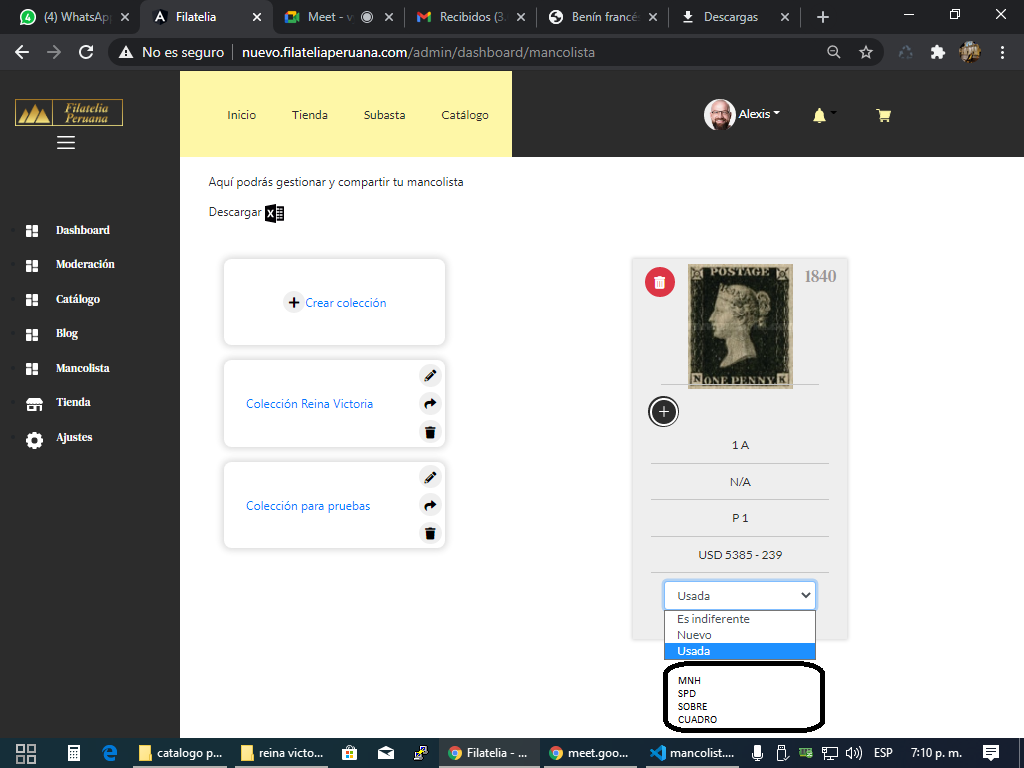 (4) WhatsApp
Filatelia
Meet - v
Recibidos (3.
Benín francés
Descargas
No es seguro
nuevo.filateliaperuana.com/admin/dashboard/mancolista
Filatelia
Peruana
Inicio
Tienda
Subasta
Catálogo
Alexis
Dashboard
Moderación
Catálogo
Blog
Mancolista
Tienda
Ajustes
Aquí podrás gestionar y compartir tu mancolista
Descargar
Crear colección
Colección Reina Victoria
Colección para pruebas
1840
POSTAGE
N ONE PENNY K
1 A
N/A
P 1
USD 5385 - 239
Usada
Es indiferente
Nuevo
Usada
MNH
SPD
SOBRE
CUADRO
catalogo p...
reina victo...
Filatelia - ...
meet.goo...
mancolist....
ESP
7:10 p. m.